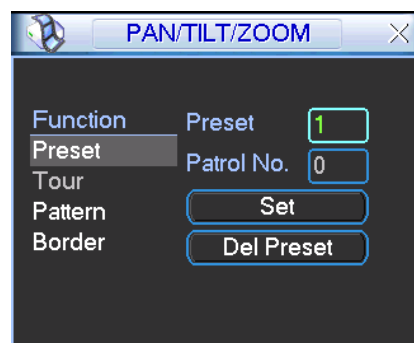 PAN/TILT/ZOOM
Function
Preset
Tour
Pattern
Border
Preset 1
Patrol No. 0
Set
Del Preset